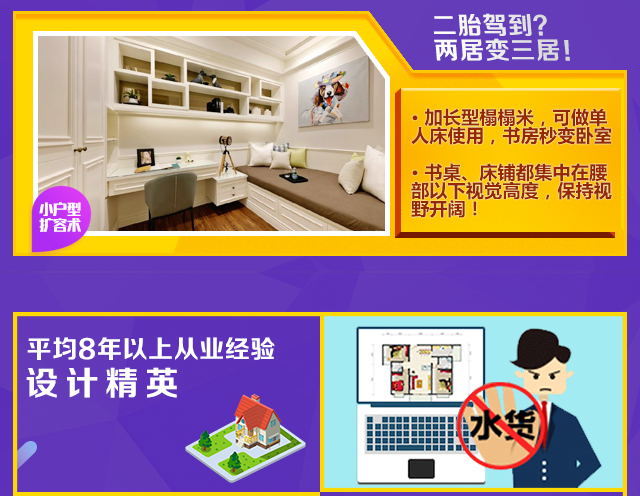 二胎驾到？
两居变三居！
• 加长型榻榻米，可做单
人床使用，书房秒变卧室
• 书桌、床铺都集中在腰
部以下视觉高度，保持视
野开阔！
小户型
扩容术
平均8年以上从业经验
设计精英
水货